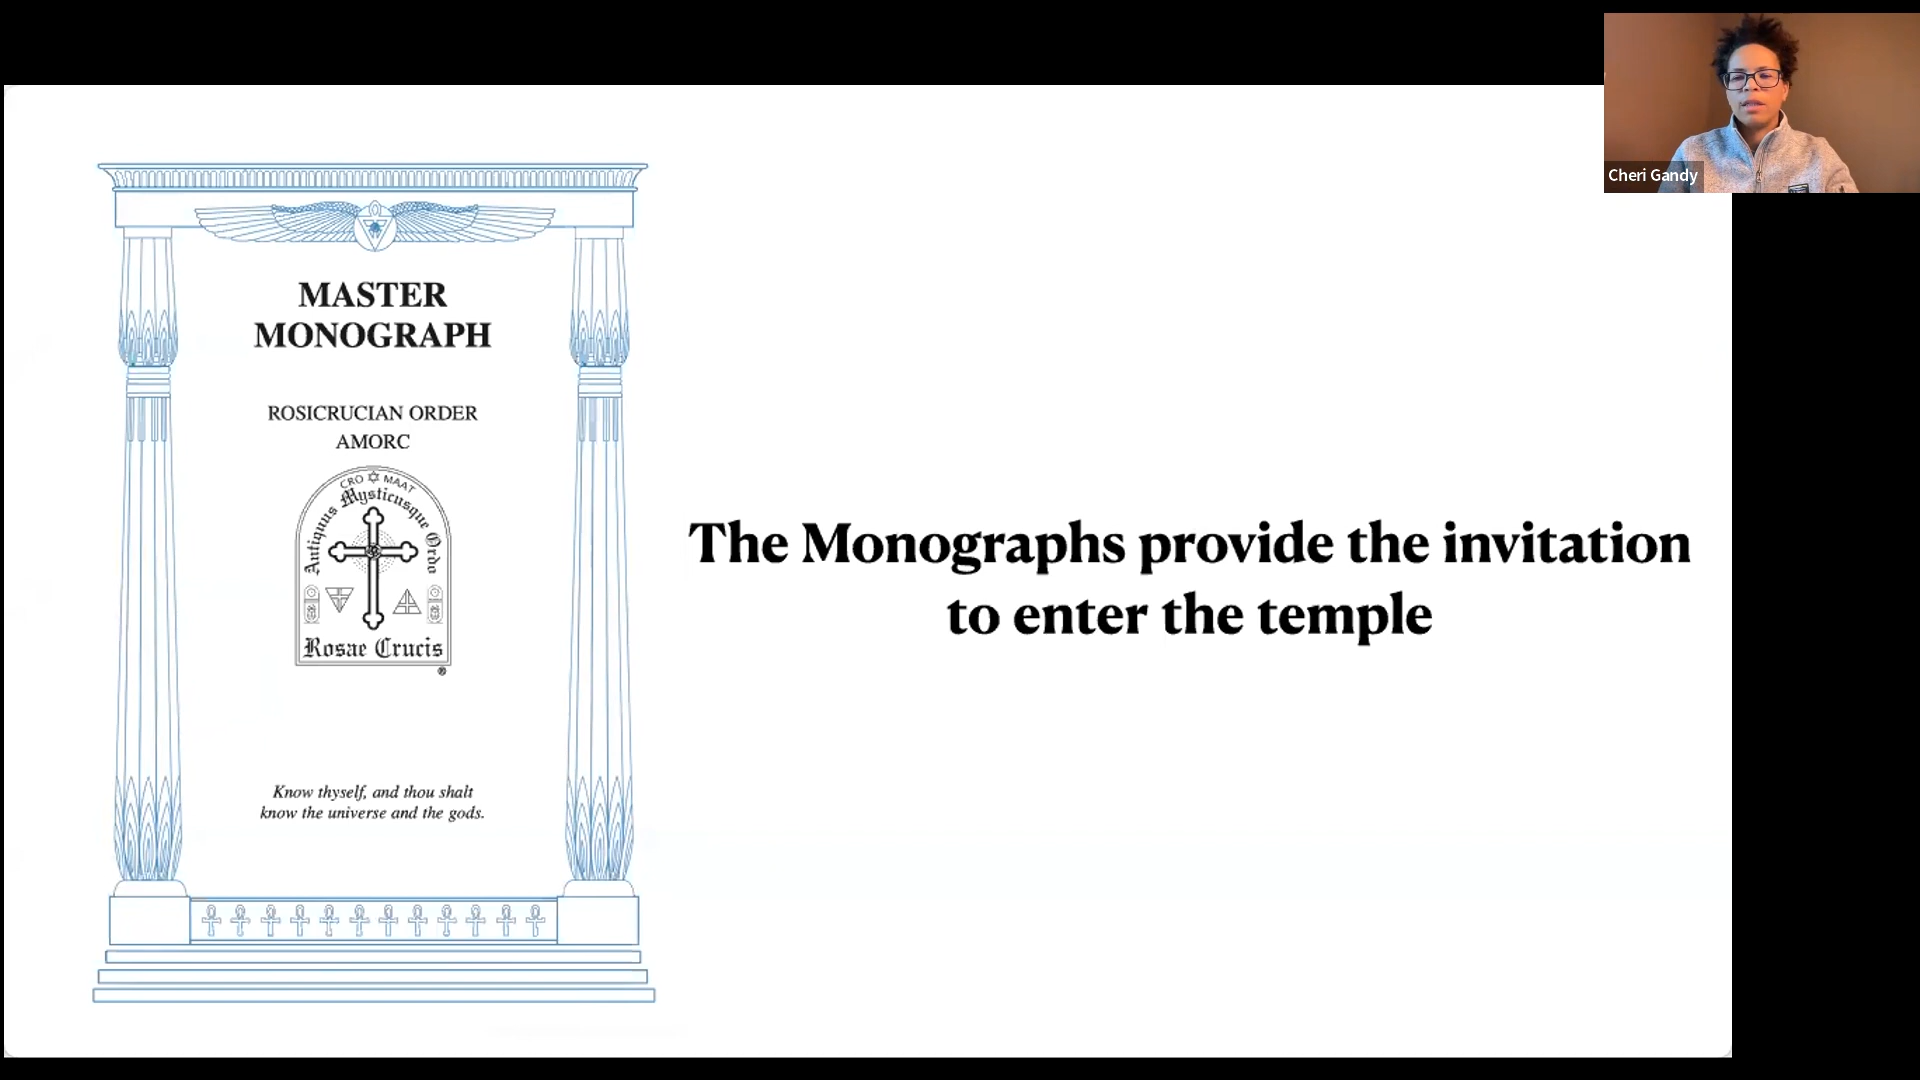 Cheri Gandy
MASTER
MONOGRAPH
ROSICRUCIAN ORDER
AMORC
CRO MAAT
Antiquus Mysticusque Ordo
Rosae Crucis
®
Know thyself, and thou shalt
know the universe and the gods.
The Monographs provide the invitation
to enter the temple